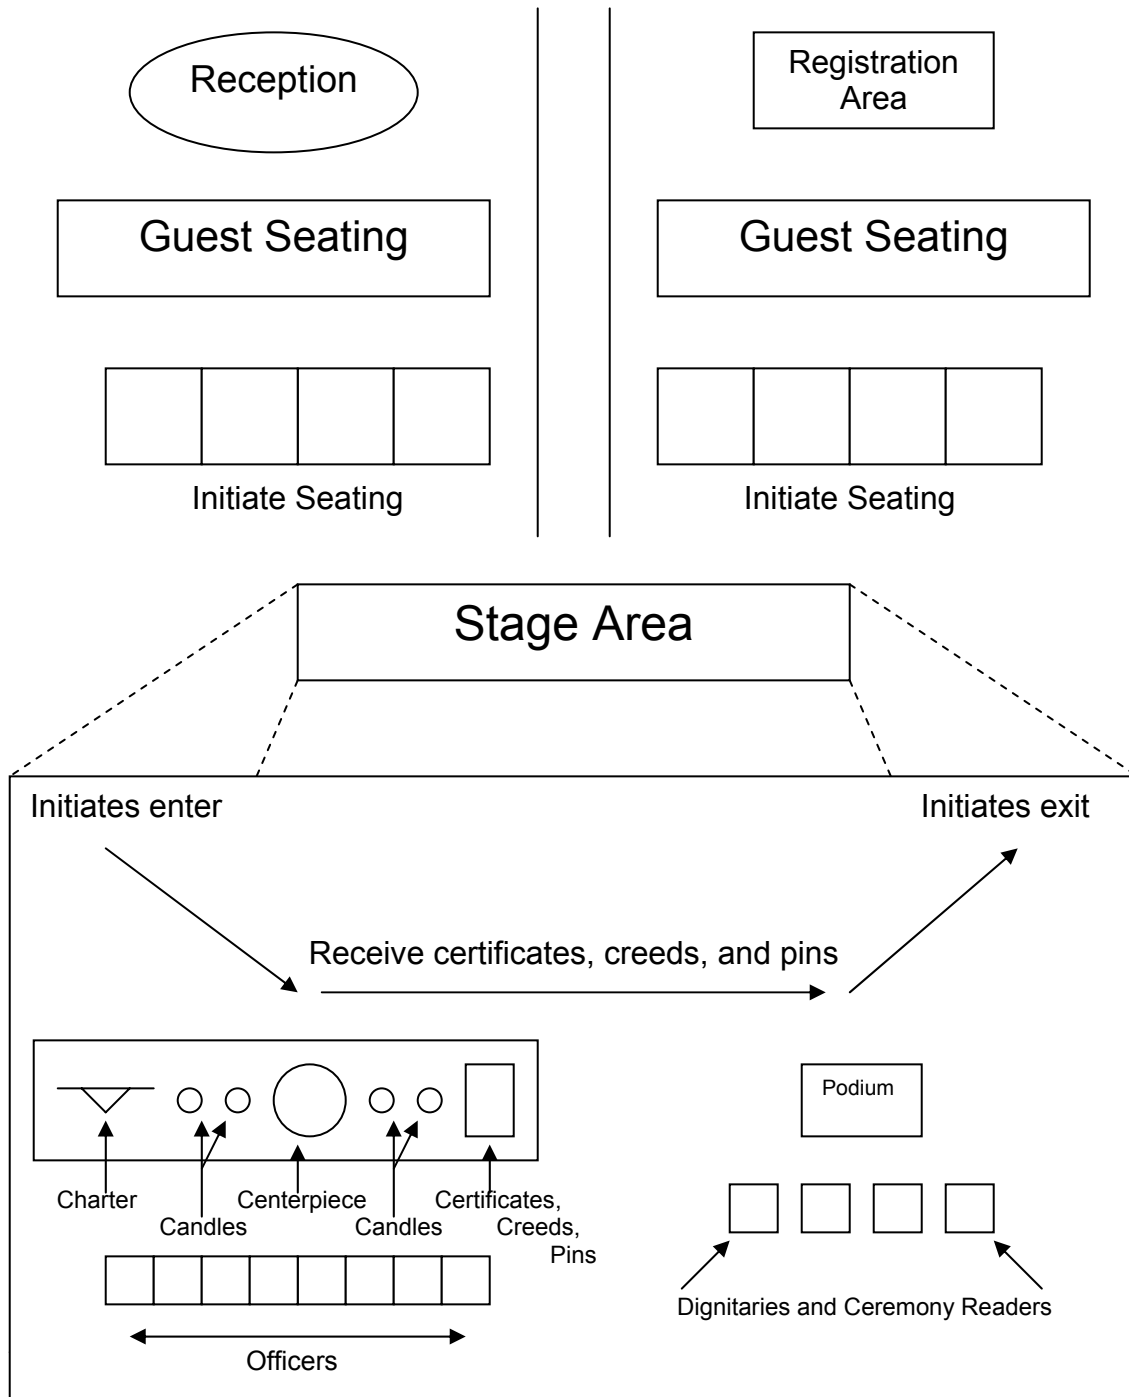 Reception
Registration
Area
Guest Seating
Guest Seating
Initiate Seating
Initiate Seating
Stage Area
Initiates enter
Initiates exit
Receive certificates, creeds, and pins
Podium
Charter
Candles
Centerpiece
Candles
Certificates,
Creeds,
Pins
Dignitaries and Ceremony Readers
Officers